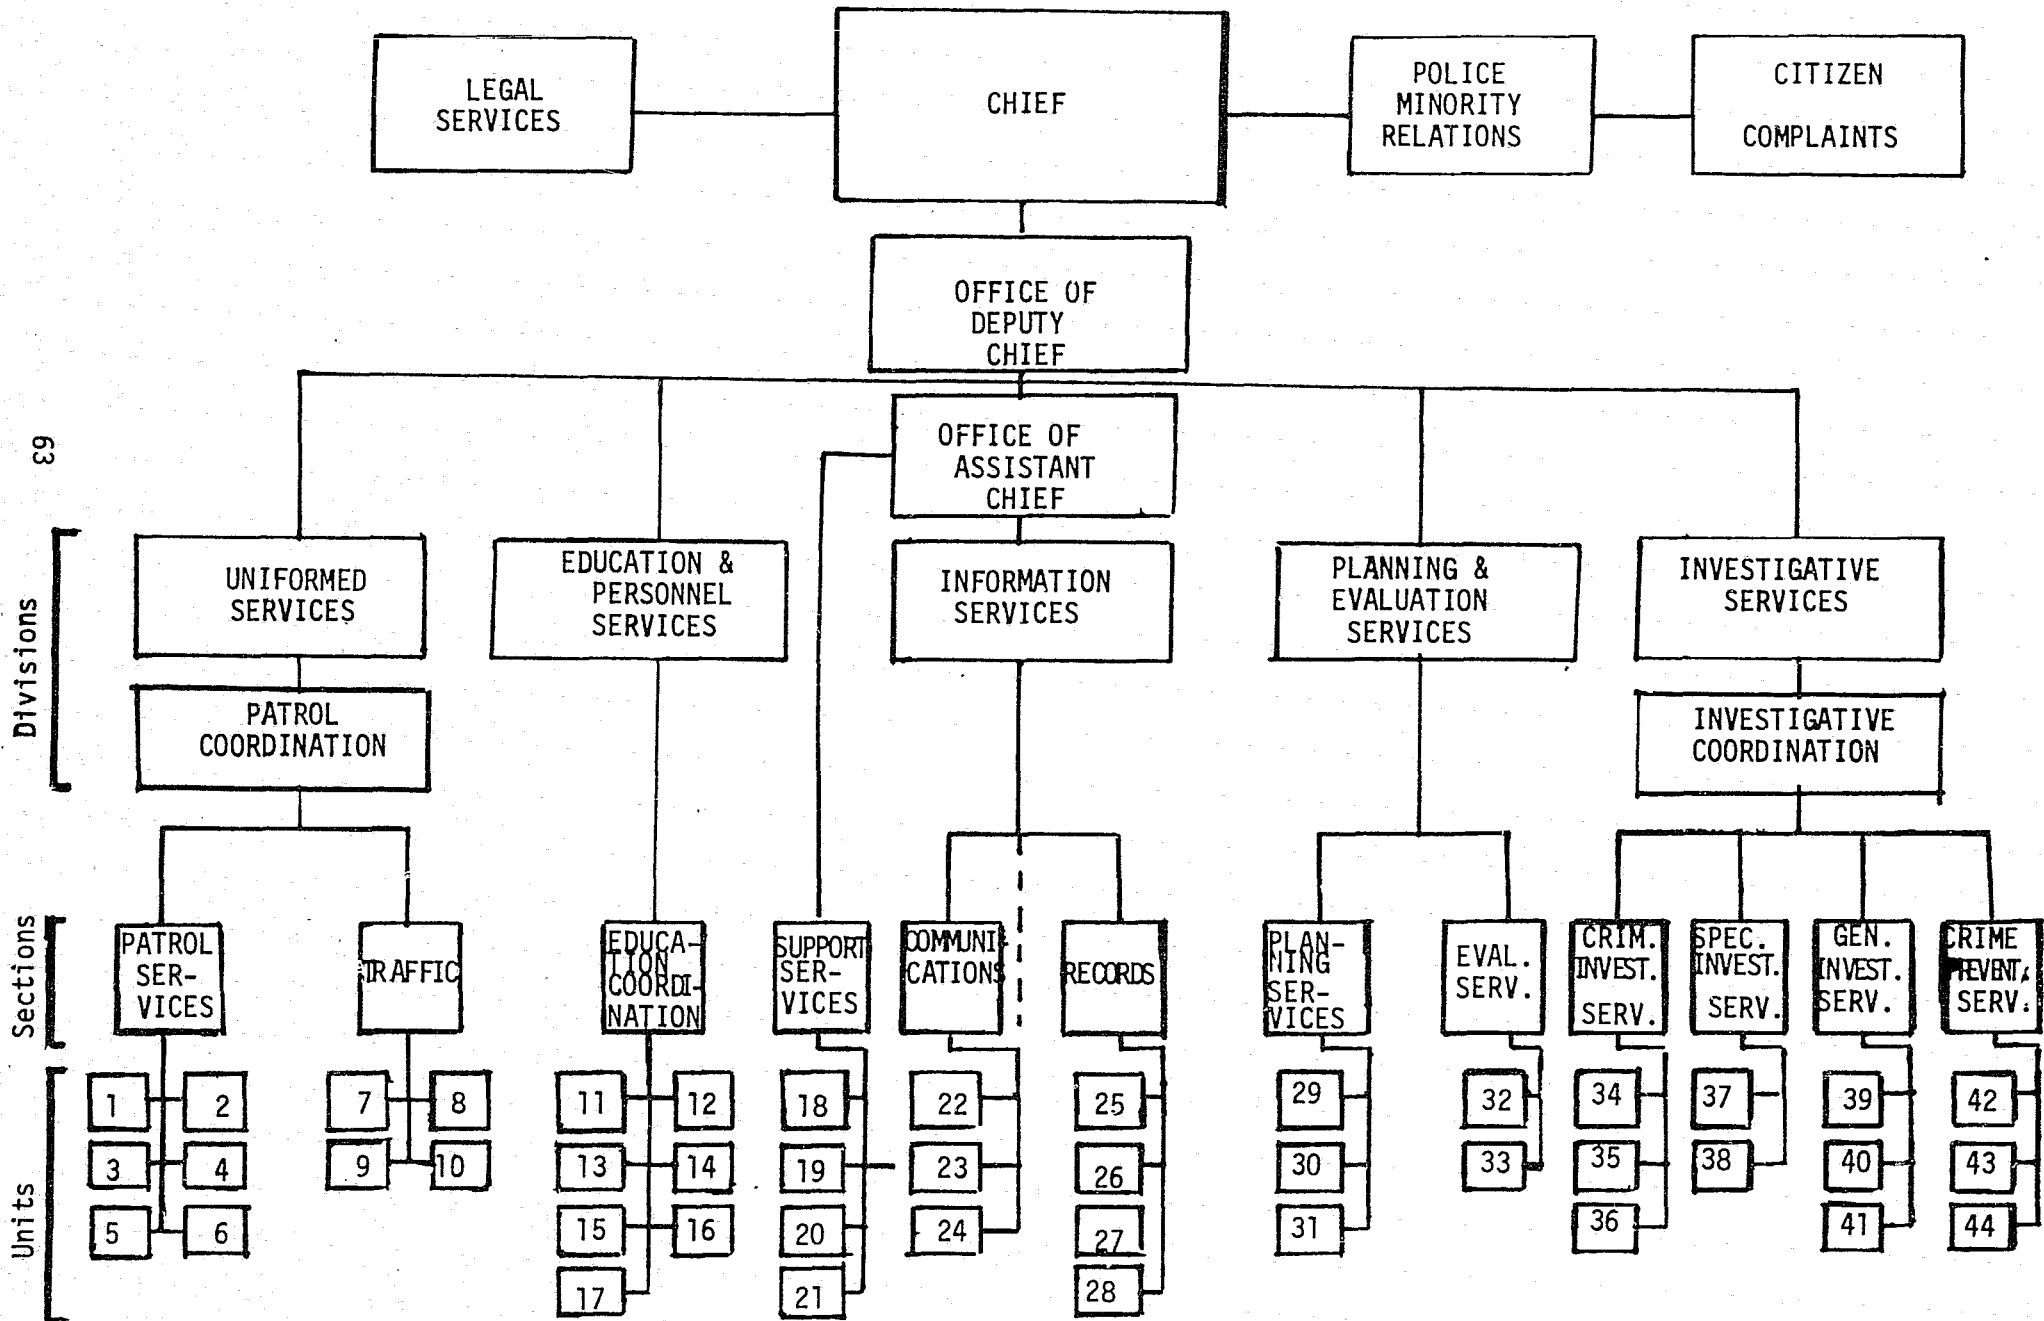 LEGAL
SERVICES
CHIEF
POLICE
MINORITY
RELATIONS
CITIZEN
COMPLAINTS
OFFICE OF
DEPUTY
CHIEF
OFFICE OF
ASSISTANT
CHIEF
63
Divisions
UNIFORMED
SERVICES
EDUCATION &
PERSONNEL
SERVICES
INFORMATION
SERVICES
PLANNING &
EVALUATION
SERVICES
INVESTIGATIVE
SERVICES
PATROL
COORDINATION
INVESTIGATIVE
COORDINATION
Sections
PATROL
SER-
VICES
TRAFFIC
EDUCA-
TION
COORDI-
NATION
SUPPORT
SER-
VICES
COMMUNI-
CATIONS
RECORDS
PLAN-
NING
SER-
VICES
EVAL.
SERV.
CRIM.
INVEST.
SERV.
SPEC.
INVEST.
SERV.
GEN.
INVEST.
SERV.
CRIME
PREVENT.
SERV.
Units
1 2
3 4
5 6
7 8
9 10
11 12
13 14
15 16
17
18
19
20
21
22
23
24
25
26
27
28
29
30
31
32
33
34
35
36
37
38
39
40
41
42
43
44